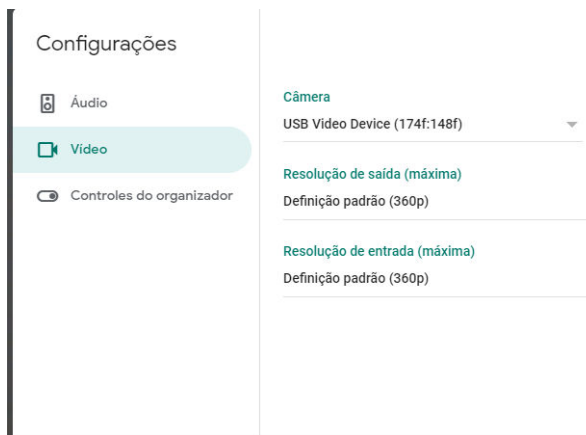 Configurações
Áudio
Vídeo
Controles do organizador
Câmera
USB Video Device (174f:148f)
Resolução de saída (máxima)
Definição padrão (360p)
Resolução de entrada (máxima)
Definição padrão (360p)